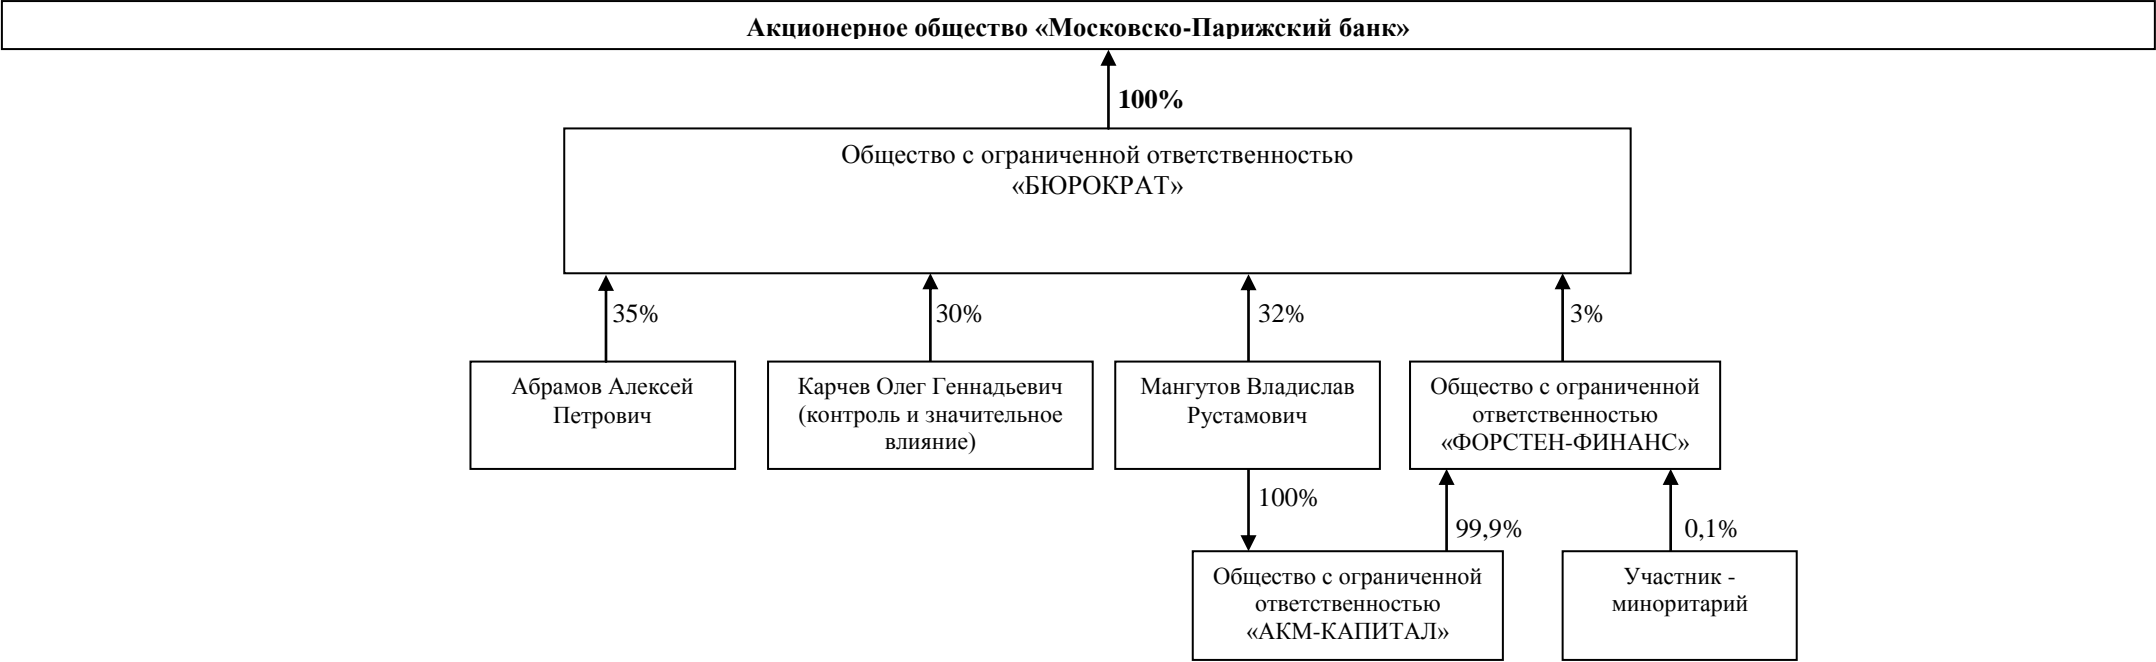 Акционерное общество «Московско-Парижский банк»
100%
Общество с ограниченной ответственностью
«БЮРОКРАТ»
35%
30%
32%
3%
Абрамов Алексей
Петрович
Карчев Олег Геннадьевич
(контроль и значительное
влияние)
Мангутов Владислав
Рустамович
Общество с ограниченной
ответственностью
«ФОРСТЕН-ФИНАНС»
100%
99,9%
0,1%
Общество с ограниченной
ответственностью
«АКМ-КАПИТАЛ»
Участник -
миноритарий